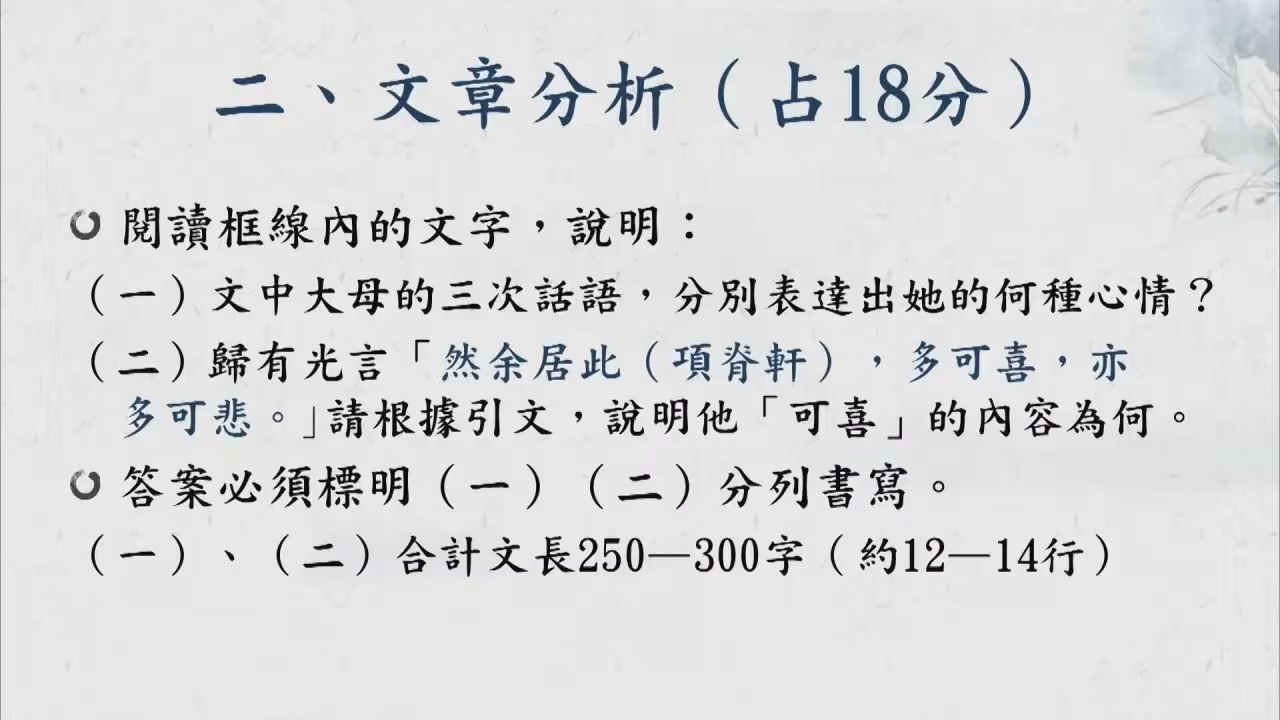 二、文章分析（占18分）
閱讀框線內的文字，說明：
（一）文中大母的三次話語，分別表達出她的何種心情？
（二）歸有光言「然余居此（項脊軒），多可喜，亦
多可悲。」請根據引文，說明他「可喜」的內容為何。
答案必須標明（一）（二）分列書寫。
（一）、（二）合計文長250—300字（約12—14行）